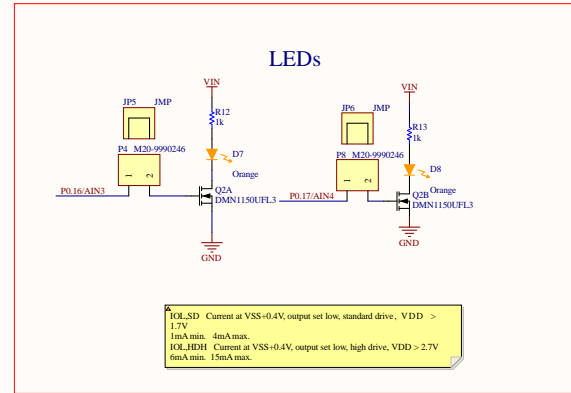 LEDs
VIN
JP5 JMP
R12
1k
P4 M20-9990246
1 2
D7
Orange
P0.16/AIN3
Q2A
DMN1150UFL3
GND
VIN
JP6 JMP
R13
1k
P8 M20-9990246
1 2
D8
Orange
P0.17/AIN4
Q2B
DMN1150UFL3
GND
IOL,SD Current at VSS+0.4V, output set low, standard drive, VDD >
1.7V
1mA min. 4mA max.
IOL,HDH Current at VSS+0.4V, output set low, high drive, VDD > 2.7V
6mA min. 15mA max.